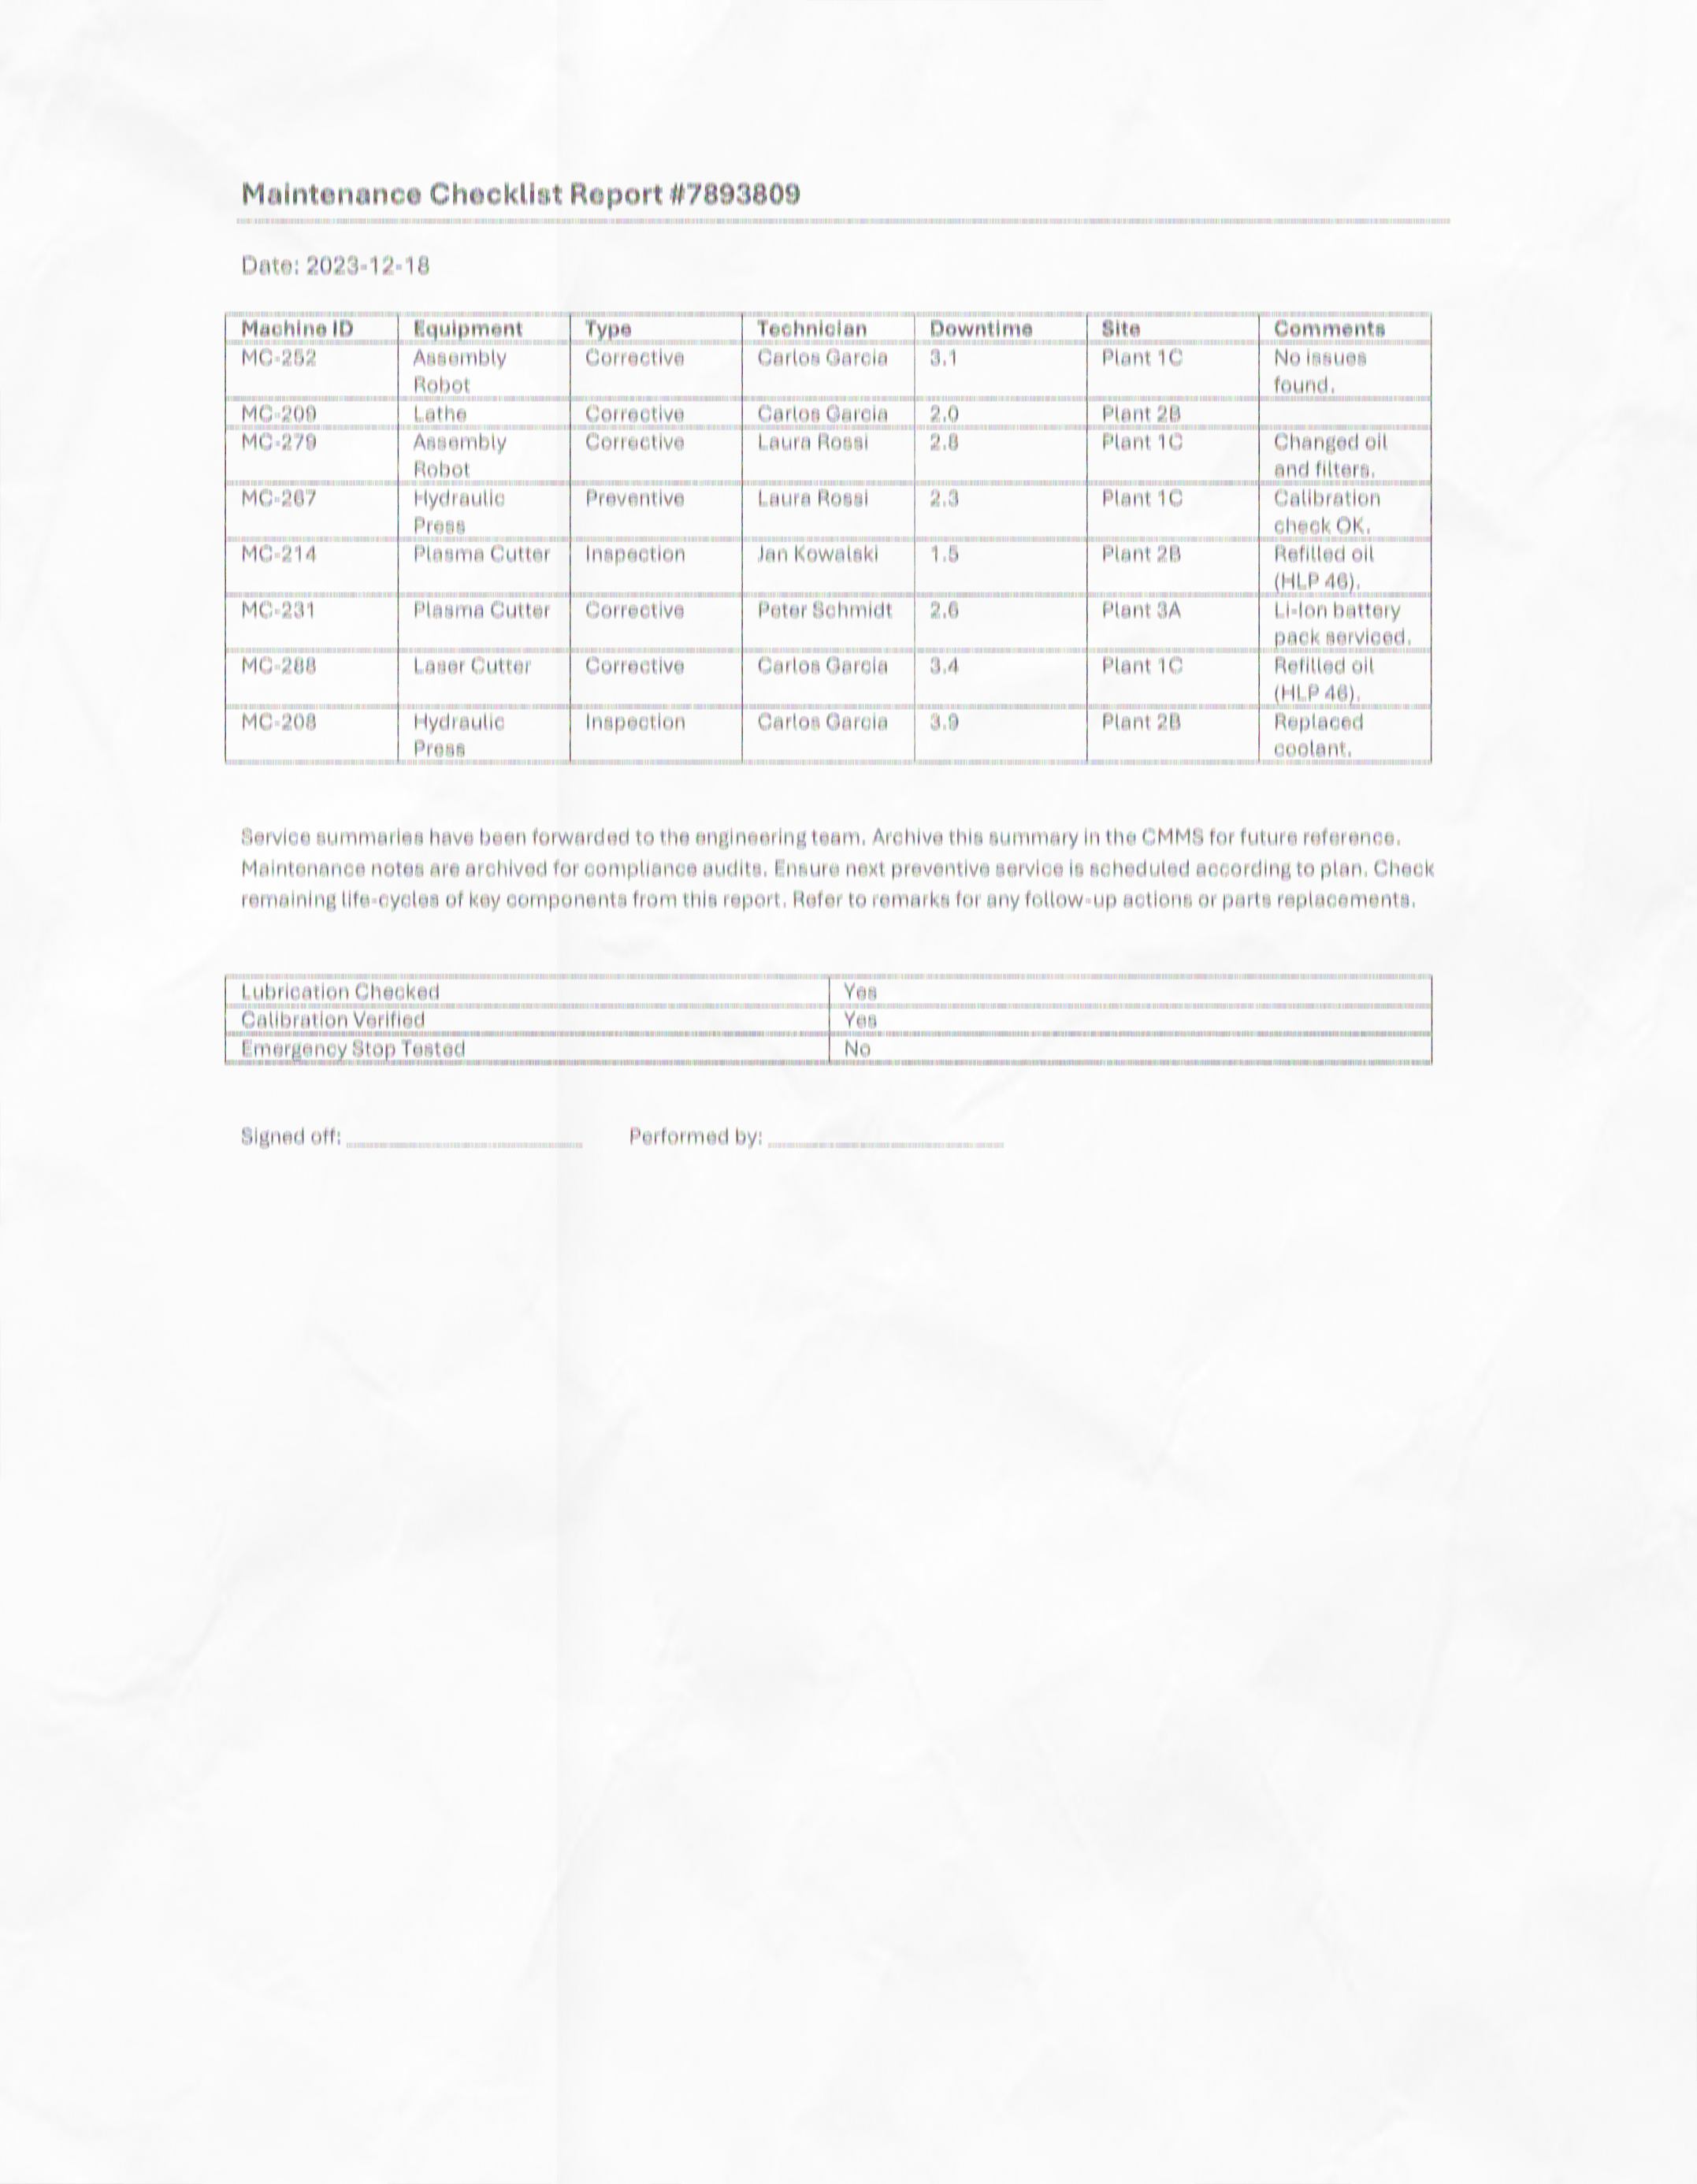 Maintenance Checklist Report #7893809
Date: 2023-12-18
Machine ID Equipment Type Technician Downtime Site Comments
MC-252 Assembly Robot Corrective Carlos Garcia 3.1 Plant 1C No issues found.
MC-209 Lathe Corrective Carlos Garcia 2.0 Plant 2B
MC-279 Assembly Robot Corrective Laura Rossi 2.8 Plant 1C Changed oil and filters.
MC-267 Hydraulic Press Preventive Laura Rossi 2.3 Plant 1C Calibration check OK.
MC-214 Plasma Cutter Inspection Jan Kowalski 1.5 Plant 2B Refilled oil (HLP 46).
MC-231 Plasma Cutter Corrective Peter Schmidt 2.6 Plant 3A Li-Ion battery pack serviced.
MC-288 Laser Cutter Corrective Carlos Garcia 3.4 Plant 1C Refilled oil (HLP 46).
MC-208 Hydraulic Press Inspection Carlos Garcia 3.9 Plant 2B Replaced coolant.
Service summaries have been forwarded to the engineering team. Archive this summary in the CMMS for future reference.
Maintenance notes are archived for compliance audits. Ensure next preventive service is scheduled according to plan. Check
remaining life-cycles of key components from this report. Refer to remarks for any follow-up actions or parts replacements.
Lubrication Checked Yes
Calibration Verified Yes
Emergency Stop Tested No
Signed off: ____________________ Performed by: ____________________